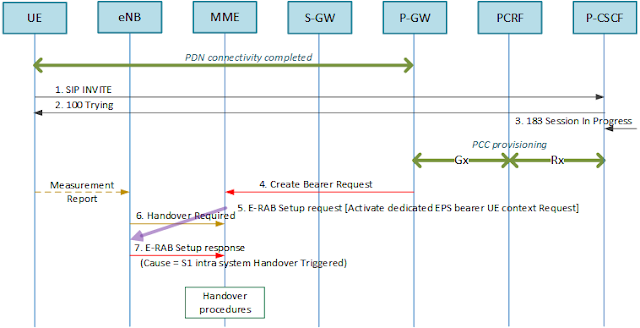 UE eNB MME S-GW P-GW PCRF P-CSCF
PDN connectivity completed
1. SIP INVITE
2. 100 Trying
3. 183 Session In Progress
PCC provisioning
Gx Rx
Measurement
Report
4. Create Bearer Request
5. E-RAB Setup request [Activate dedicated EPS bearer UE context Request]
6. Handover Required
7. E-RAB Setup response
(Cause = S1 intra system Handover Triggered)
Handover
procedures